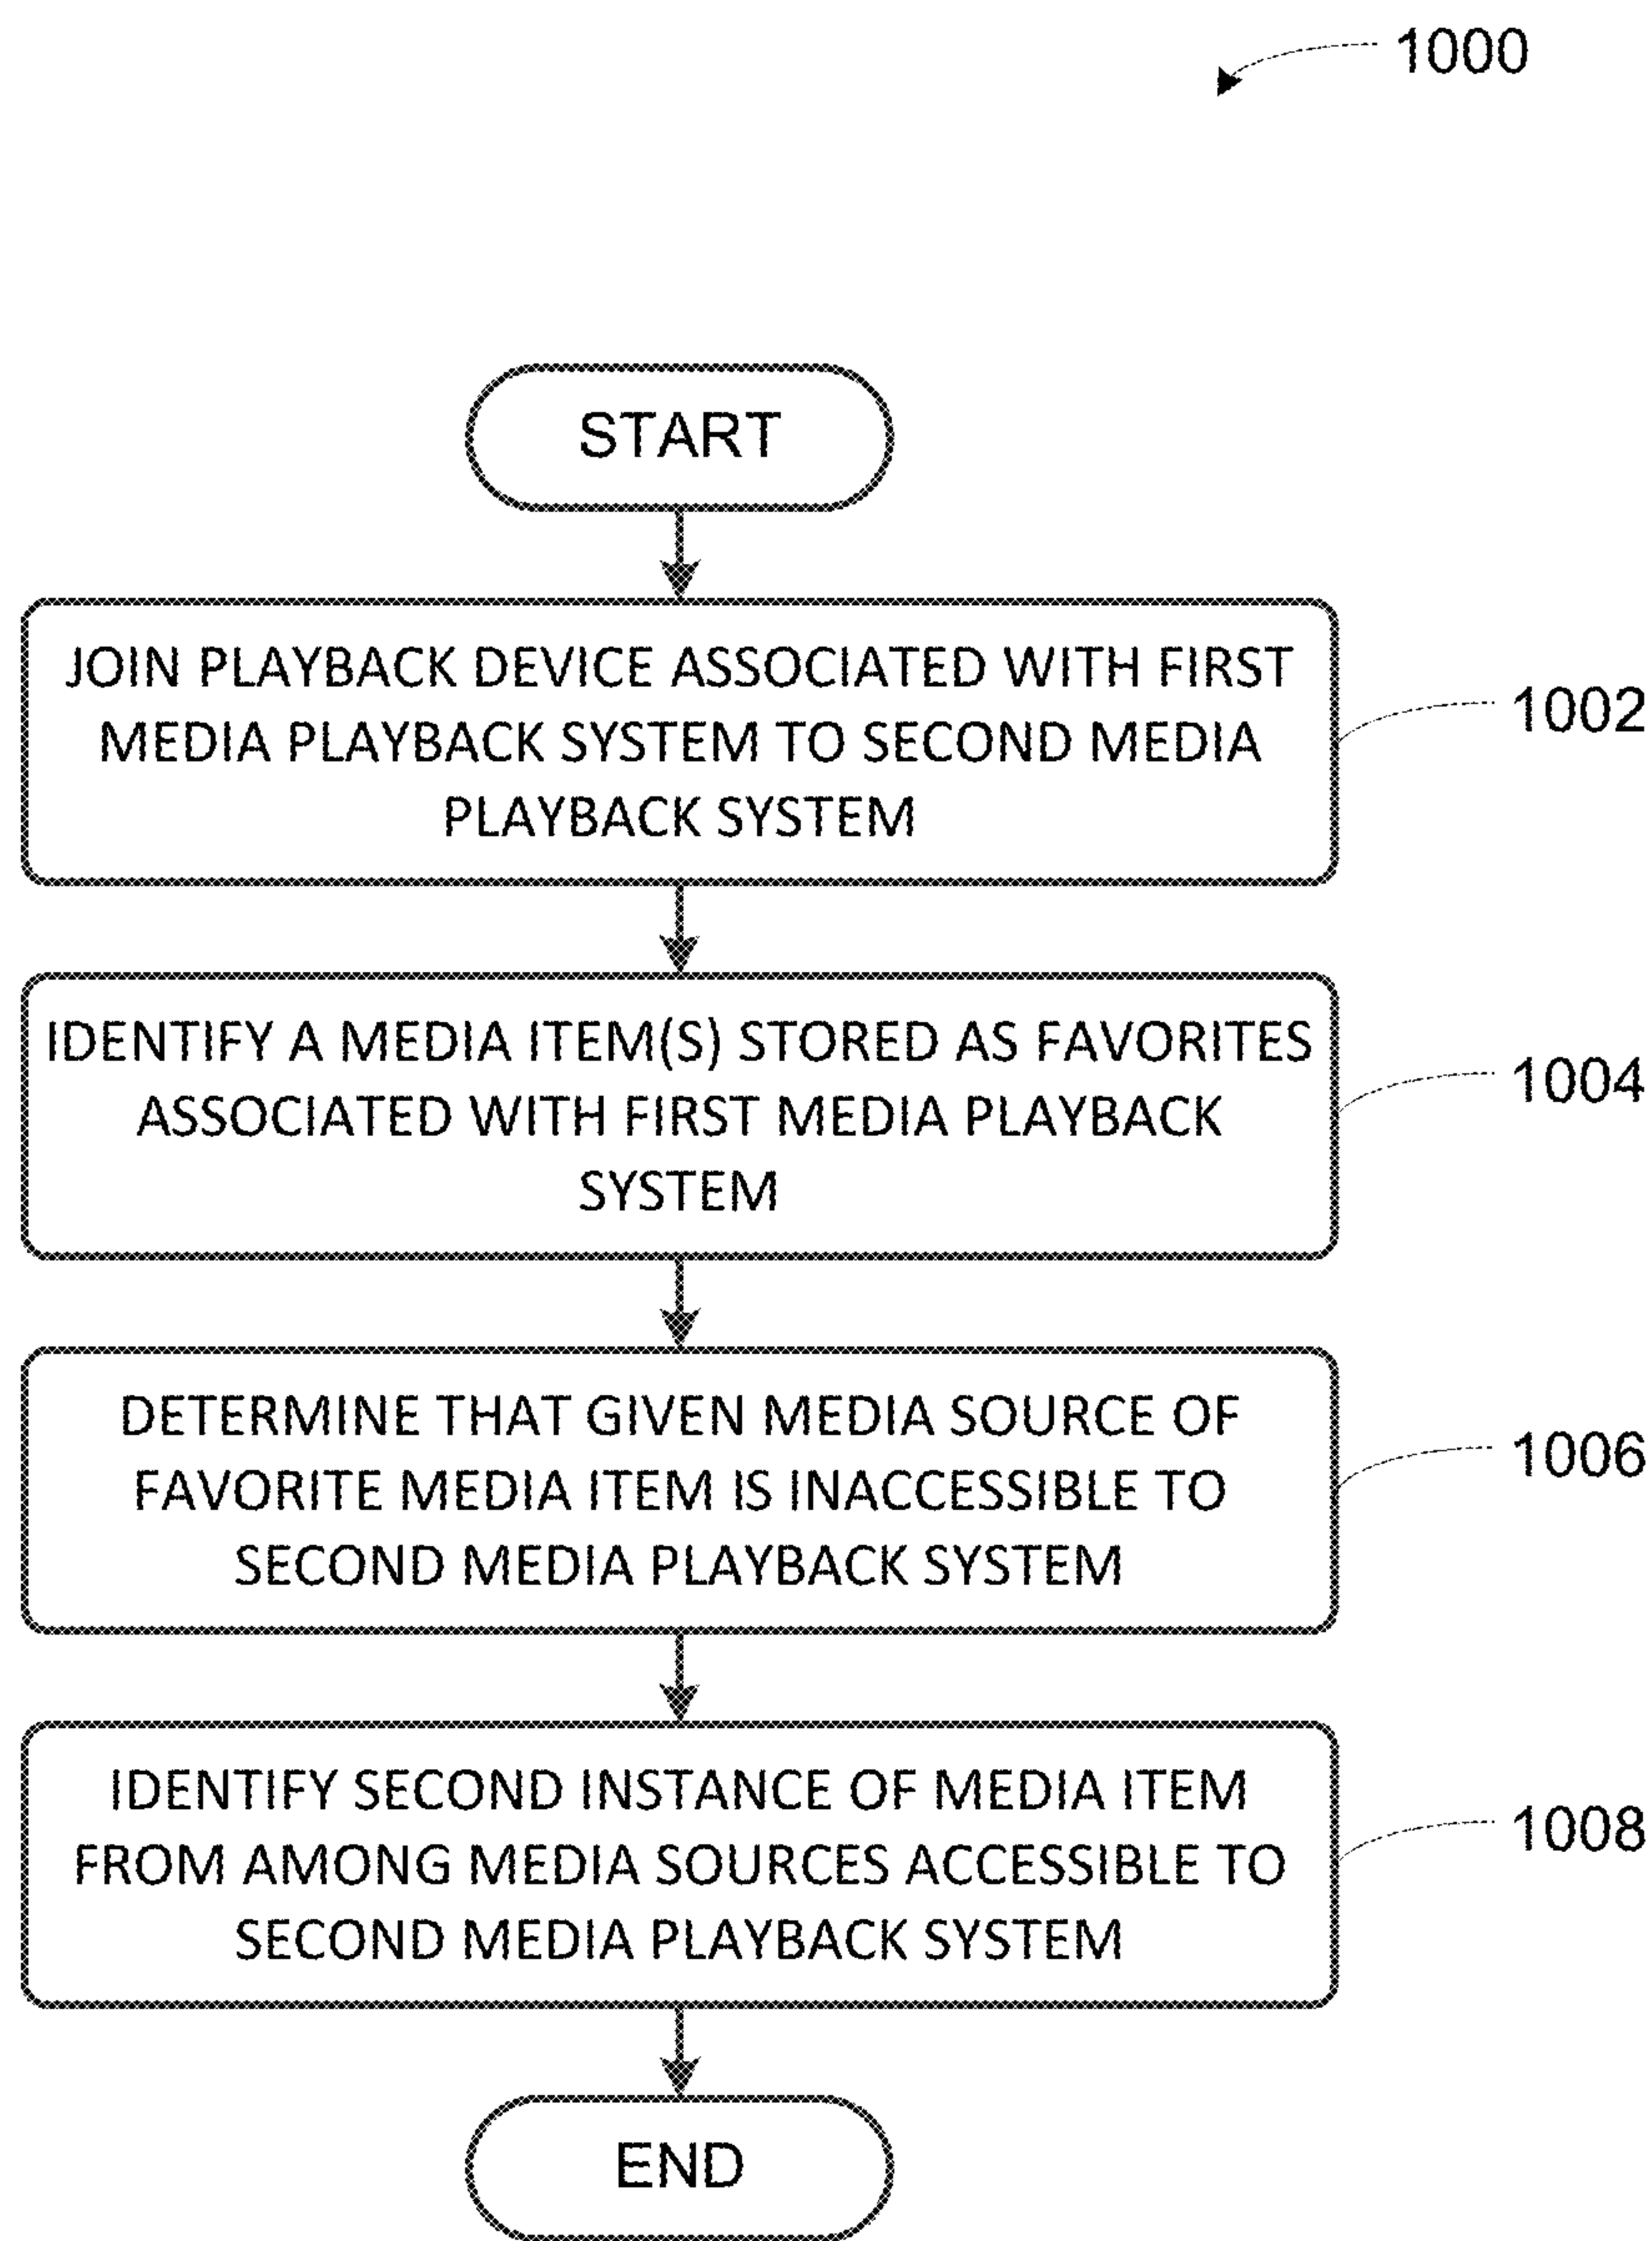 1000
START
JOIN PLAYBACK DEVICE ASSOCIATED WITH FIRST
MEDIA PLAYBACK SYSTEM TO SECOND MEDIA
PLAYBACK SYSTEM
1002
IDENTIFY A MEDIA ITEM(S) STORED AS FAVORITES
ASSOCIATED WITH FIRST MEDIA PLAYBACK
SYSTEM
1004
DETERMINE THAT GIVEN MEDIA SOURCE OF
FAVORITE MEDIA ITEM IS INACCESSIBLE TO
SECOND MEDIA PLAYBACK SYSTEM
1006
IDENTIFY SECOND INSTANCE OF MEDIA ITEM
FROM AMONG MEDIA SOURCES ACCESSIBLE TO
SECOND MEDIA PLAYBACK SYSTEM
1008
END